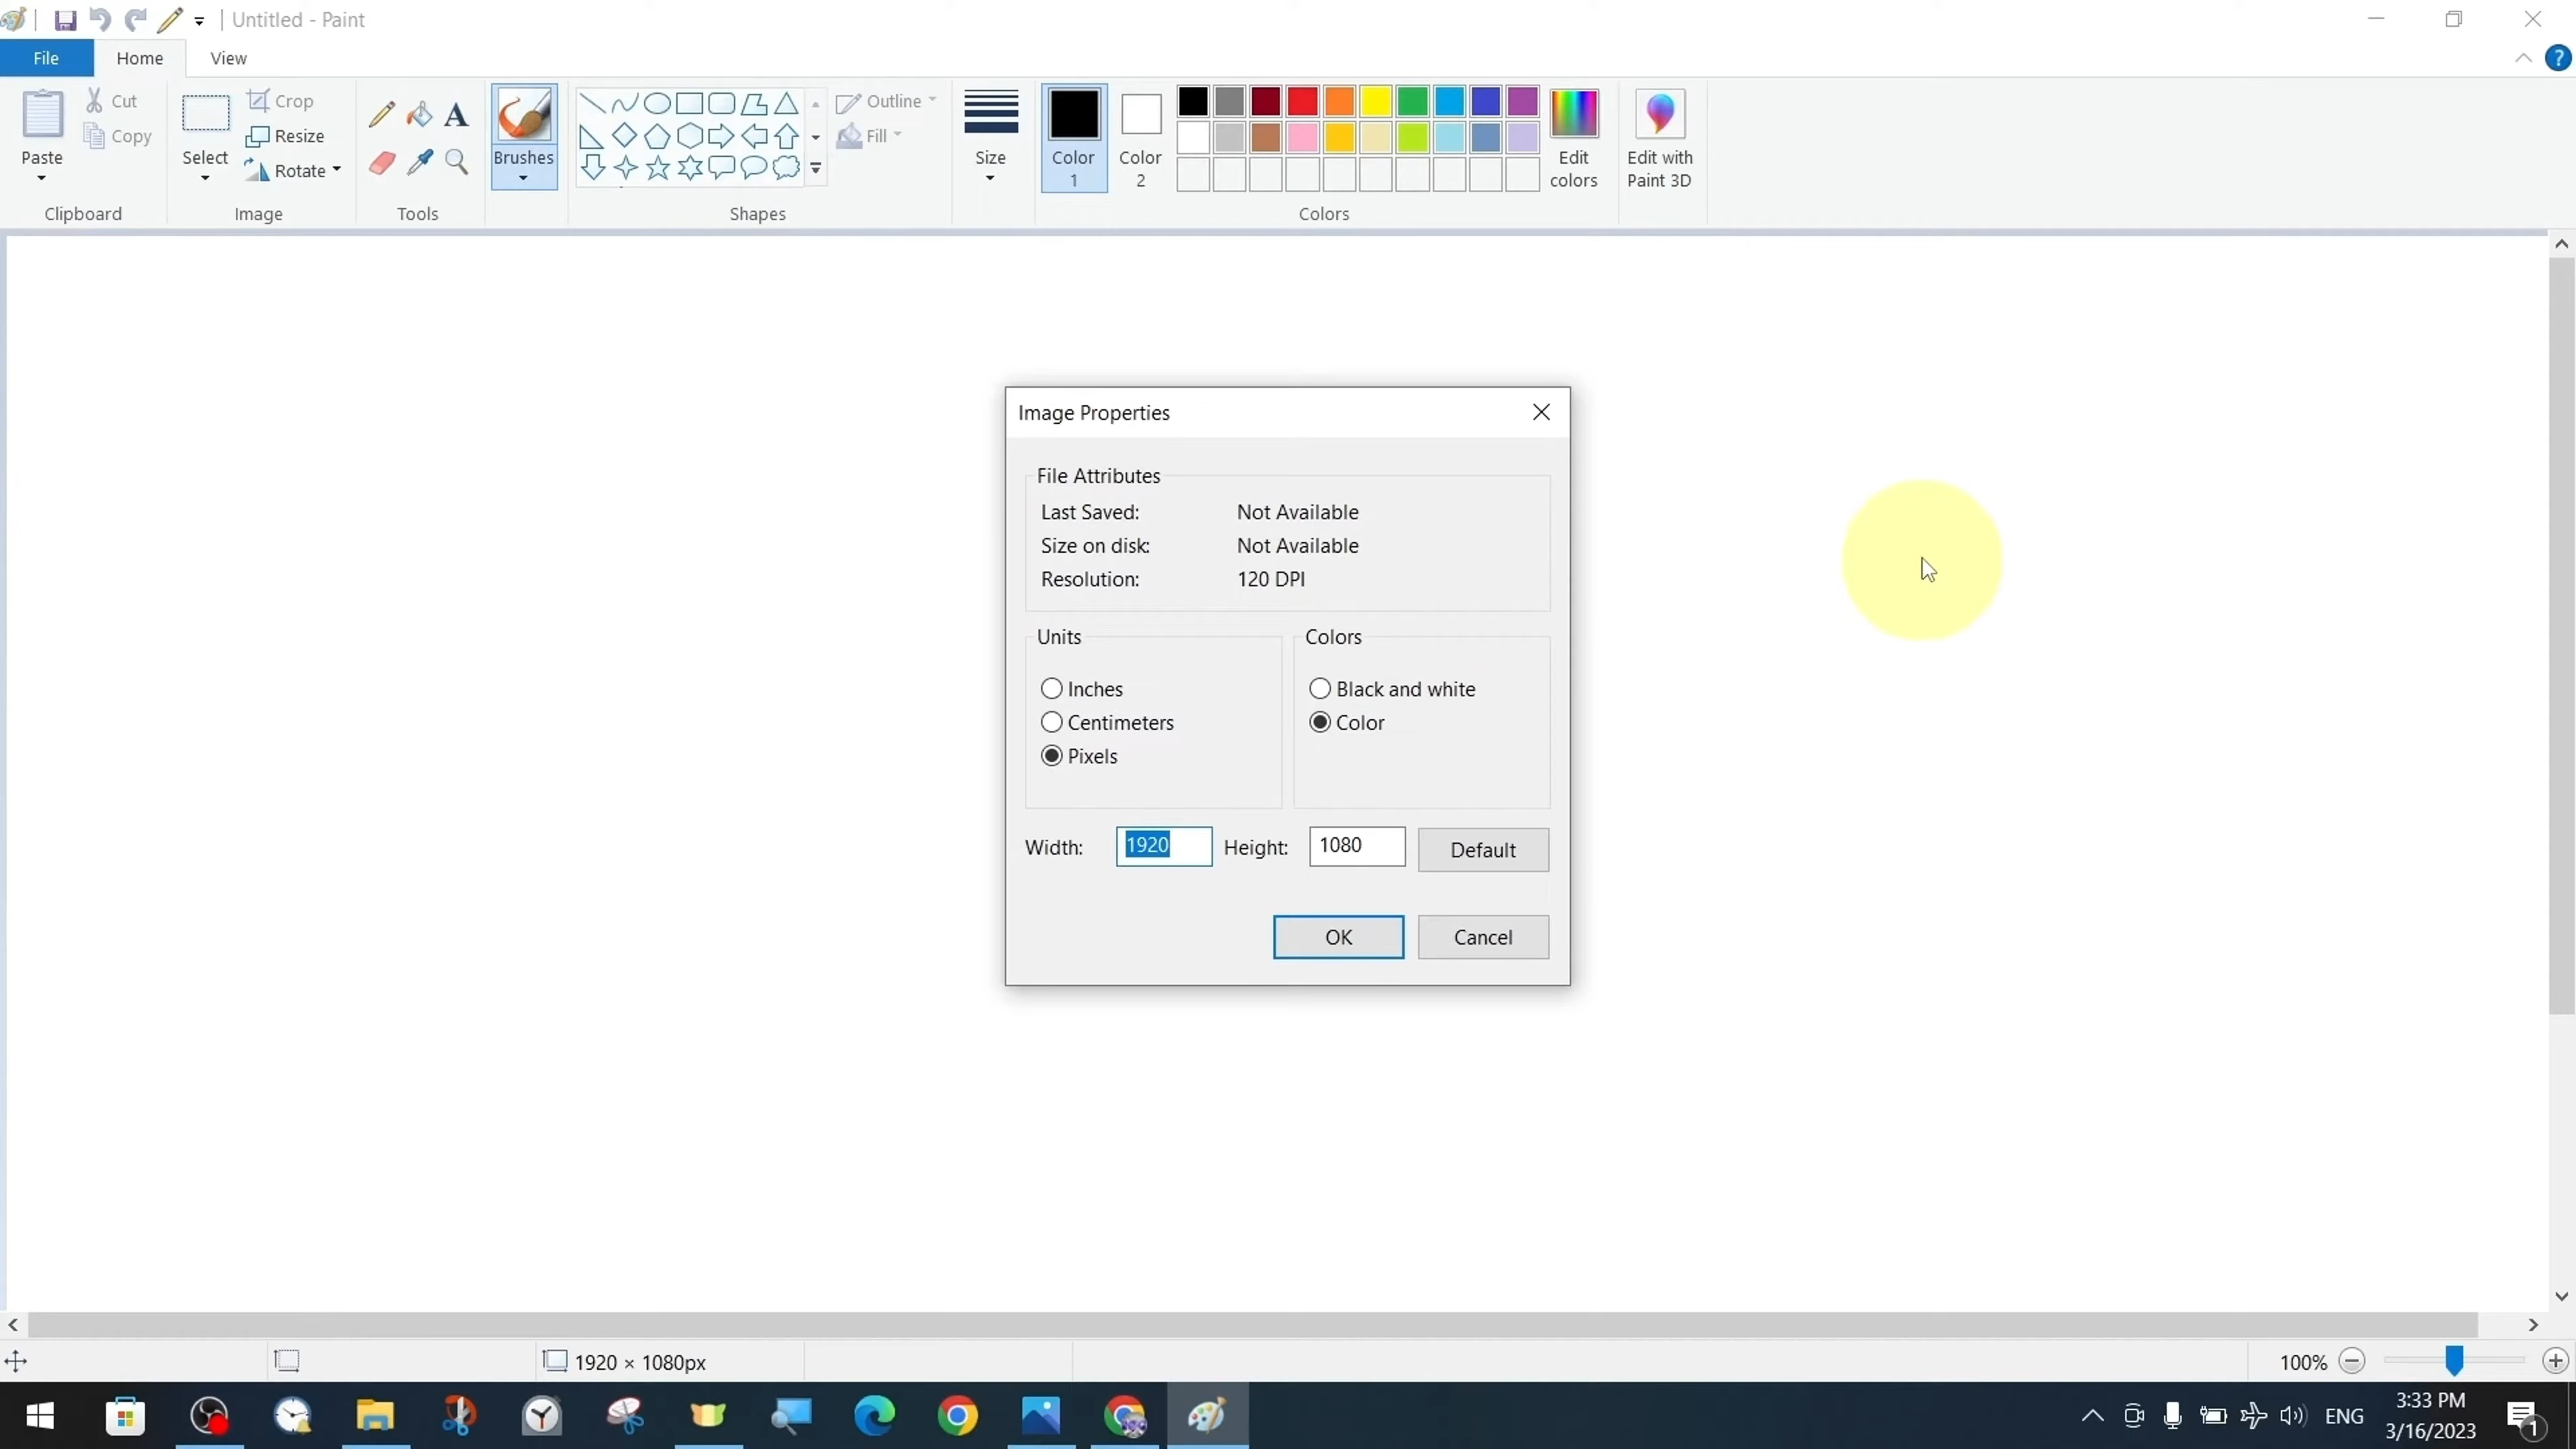 Untitled - Paint
File Home View
Paste Cut Copy Clipboard
Select Crop Resize Rotate Image
A
Tools
Brushes
Shapes Outline Fill
Size
Color 1 Color 2 Edit colors Colors
Edit with Paint 3D
Image Properties
File Attributes
Last Saved: Not Available
Size on disk: Not Available
Resolution: 120 DPI
Units Colors
Inches Black and white
Centimeters Color
Pixels
Width: 1920 Height: 1080 Default
OK Cancel
1920 × 1080px 100%
ENG 3:33 PM
3/16/2023
1